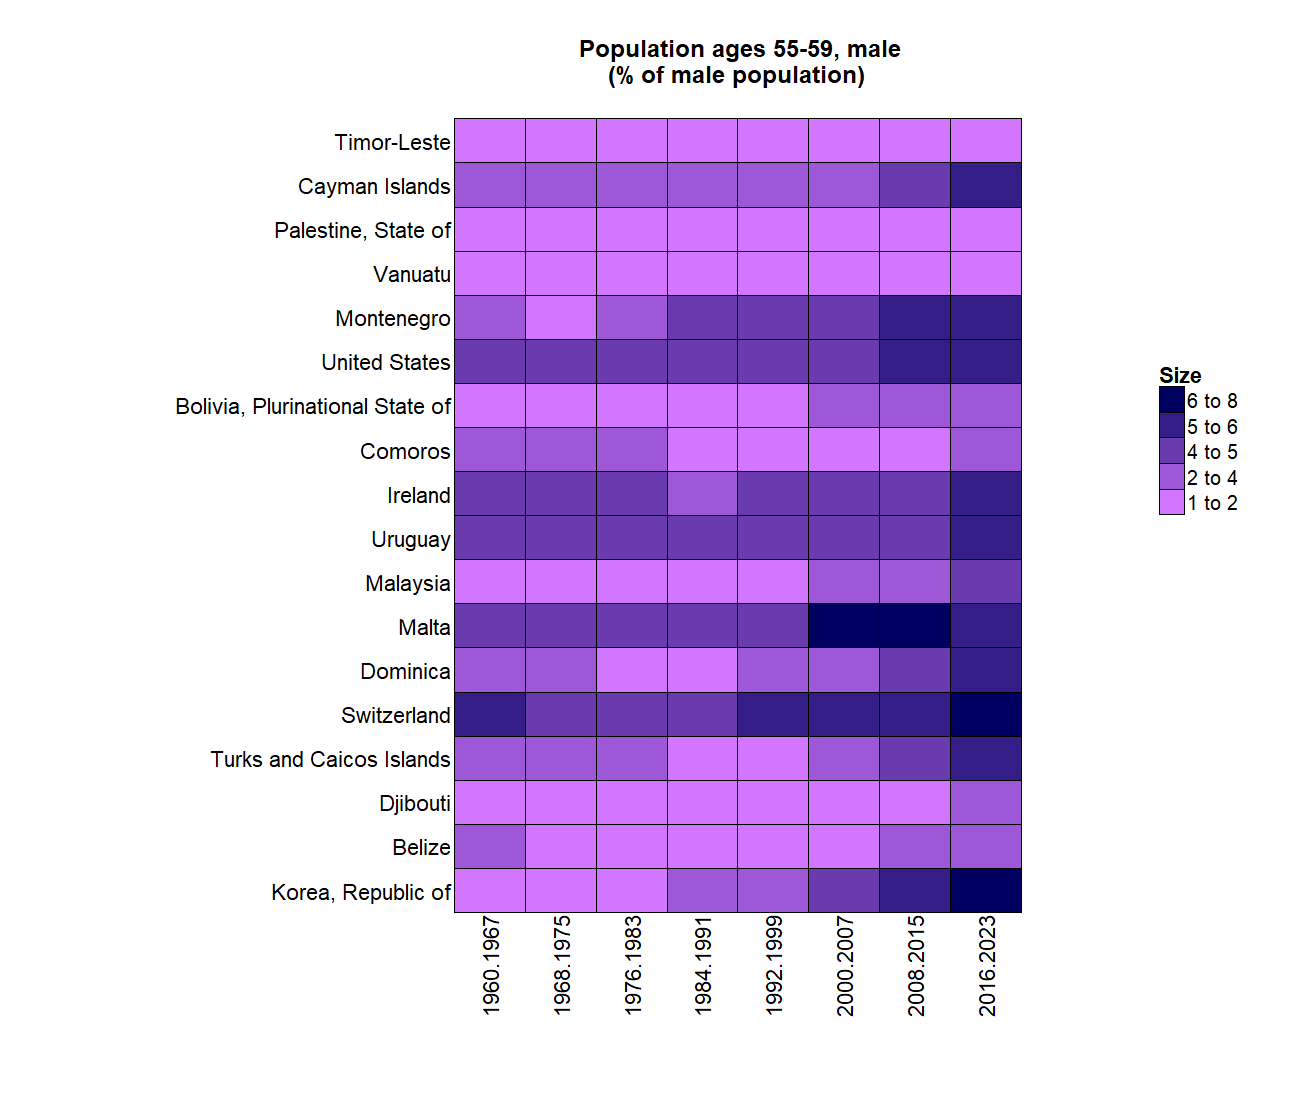 Population ages 55-59, male
(% of male population)
Timor-Leste
Cayman Islands
Palestine, State of
Vanuatu
Montenegro
United States
Bolivia, Plurinational State of
Comoros
Ireland
Uruguay
Malaysia
Malta
Dominica
Switzerland
Turks and Caicos Islands
Djibouti
Belize
Korea, Republic of
1960.1967
1968.1975
1976.1983
1984.1991
1992.1999
2000.2007
2008.2015
2016.2023
Size
6 to 8
5 to 6
4 to 5
2 to 4
1 to 2